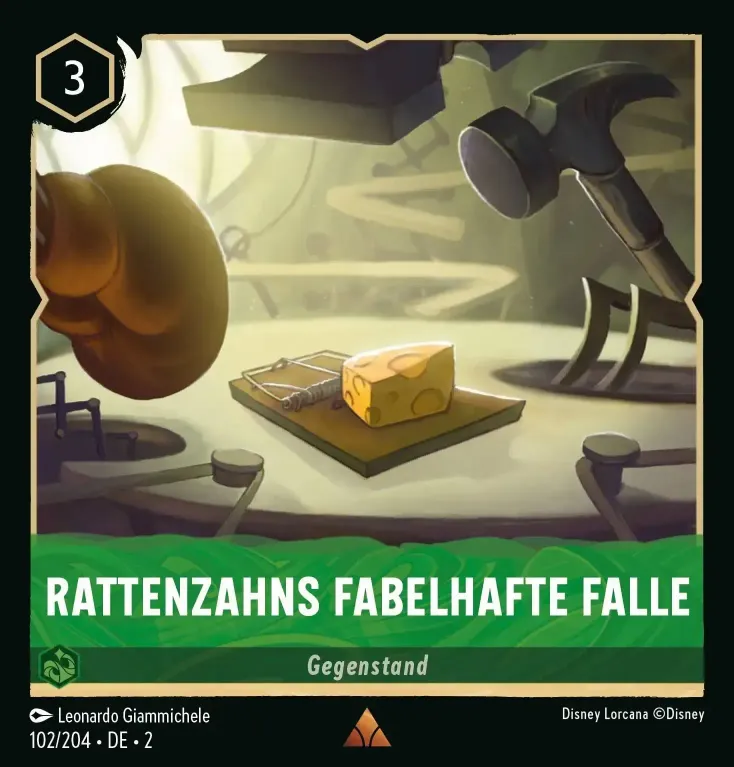 3
RATTENZAHNS FABELHAFTE FALLE
Gegenstand
Leonardo Giammichele
Disney Lorcana ©Disney
102/204 • DE • 2